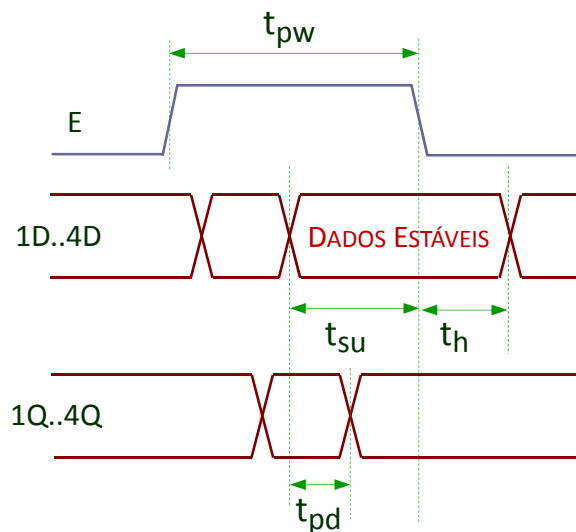 tpw
E
1D..4D
DADOS ESTÁVEIS
tsu
th
1Q..4Q
tpd